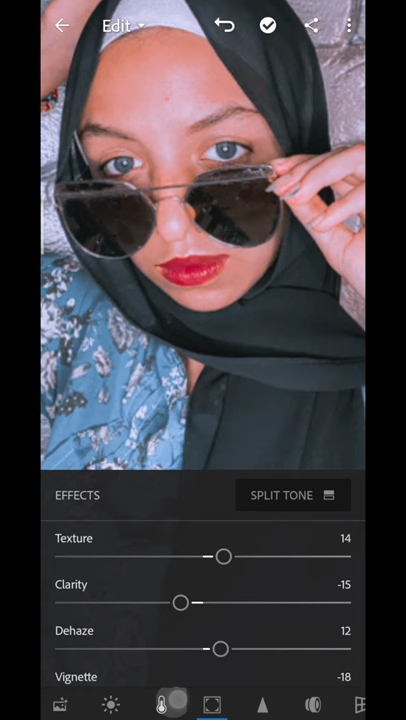 Edit
EFFECTS
SPLIT TONE
Texture 14
Clarity -15
Dehaze 12
Vignette -18